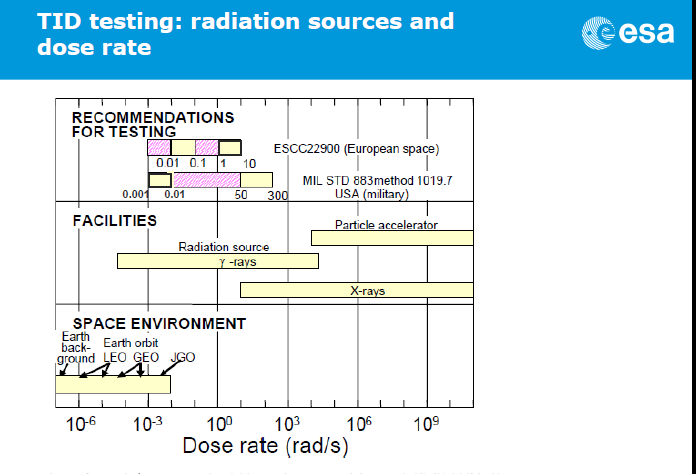 TID testing: radiation sources and
dose rate
esa
RECOMMENDATIONS
FOR TESTING
ESCC22900 (European space)
0.01 0.1 1 10
MIL STD 883method 1019.7
USA (military)
0.001 0.01 50 300
FACILITIES
Particle accelerator
Radiation source
γ -rays
X-rays
SPACE ENVIRONMENT
Earth
back-
ground
Earth orbit
LEO GEO JGO
10-6 10-3 100 103 106 109
Dose rate (rad/s)